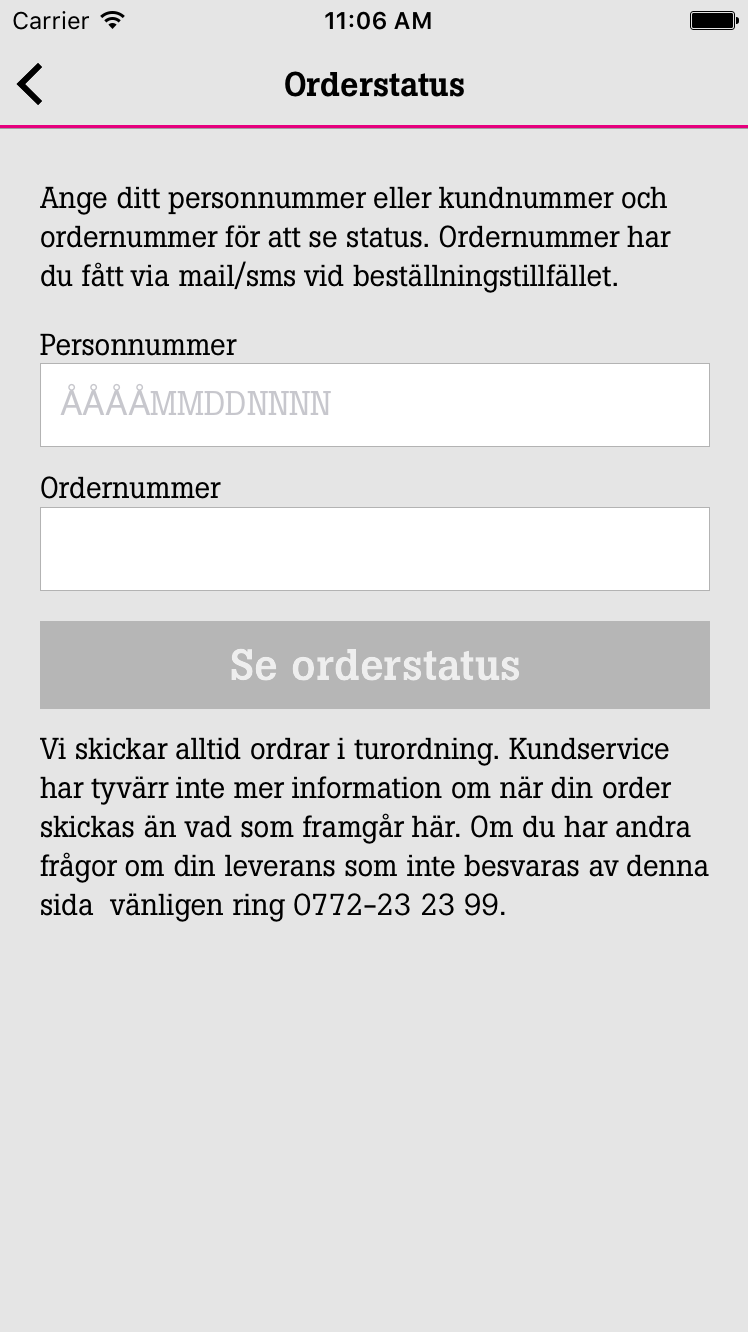 Carrier 11:06 AM
Orderstatus
Ange ditt personnummer eller kundnummer och
ordernummer för att se status. Ordernummer har
du fått via mail/sms vid beställningstillfället.
Personnummer
ÅÅÅÅMMDDNNNN
Ordernummer
Se orderstatus
Vi skickar alltid ordrar i turordning. Kundservice
har tyvärr inte mer information om när din order
skickas än vad som framgår här. Om du har andra
frågor om din leverans som inte besvaras av denna
sida  vänligen ring 0772-23 23 99.